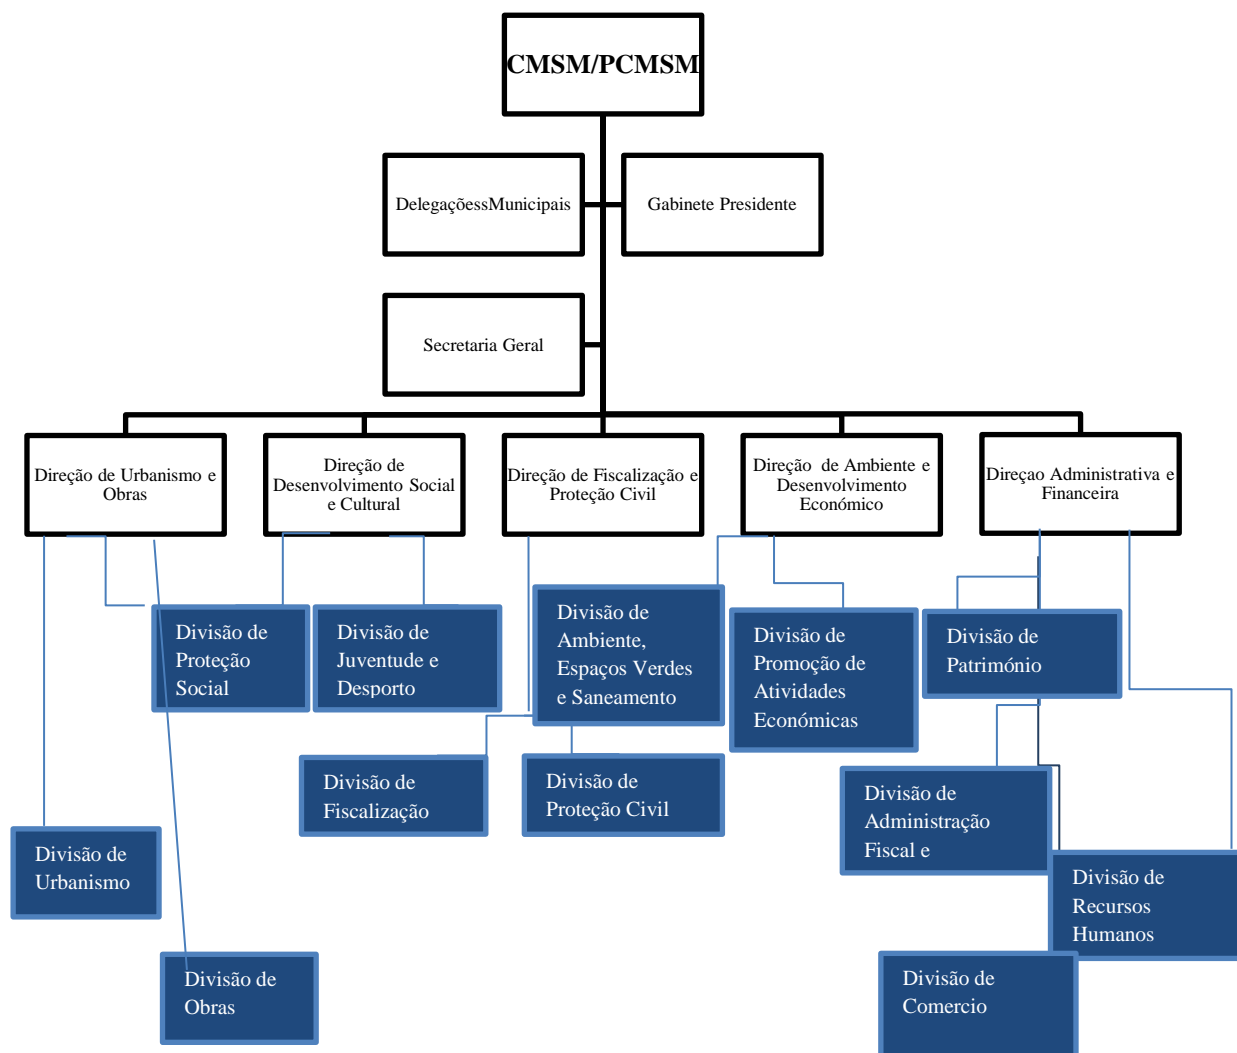 CMSM/PCMSM
DelegaçõessMunicipais
Gabinete Presidente
Secretaria Geral
Direção de Urbanismo e
Obras
Direção de
Desenvolvimento Social
e Cultural
Direção de Fiscalização e
Proteção Civil
Direção de Ambiente e
Desenvolvimento
Económico
Direçao Administrativa e
Financeira
Divisão de
Proteção
Social
Divisão de
Juventude e
Desporto
Divisão de
Ambiente,
Espaços Verdes
e Saneamento
Divisão de
Promoção de
Atividades
Económicas
Divisão de
Património
Divisão de
Fiscalização
Divisão de
Proteção Civil
Divisão de
Administração
Fiscal e
Divisão de
Urbanismo
Divisão de
Recursos
Humanos
Divisão de
Obras
Divisão de
Comercio